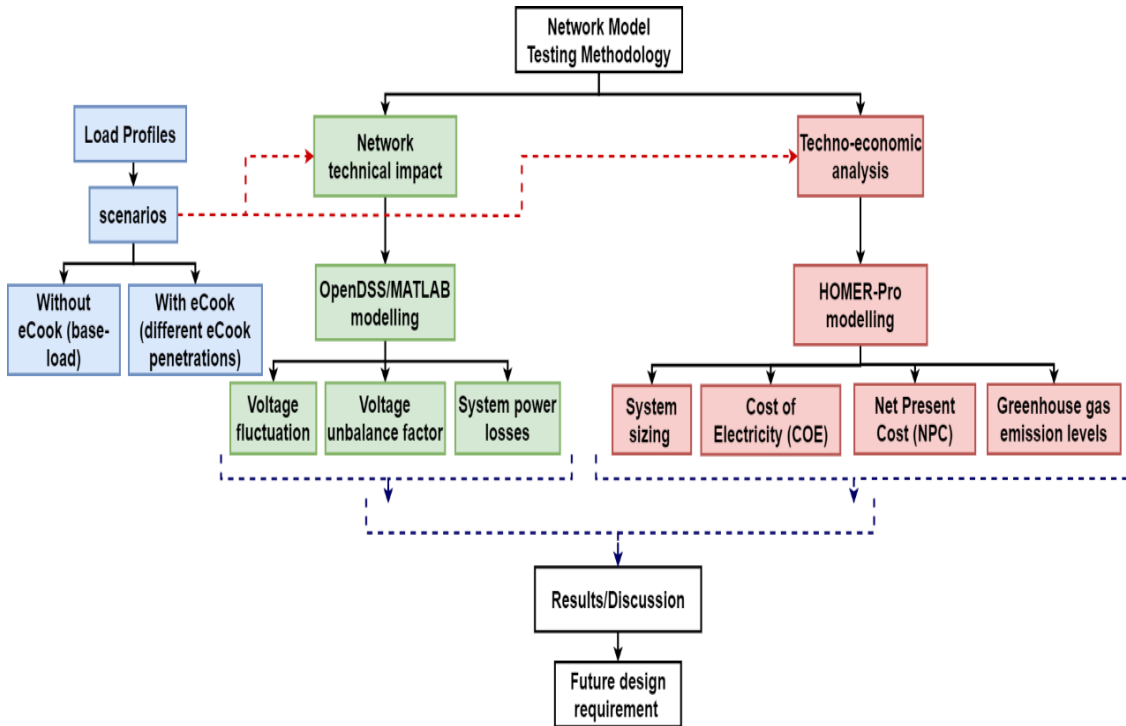 Network Model
Testing Methodology
Load Profiles
Network
technical impact
Techno-economic
analysis
scenarios
Without
eCook (base-
load)
With eCook
(different eCook
penetrations)
OpenDSS/MATLAB
modelling
HOMER-Pro
modelling
Voltage
fluctuation
Voltage
unbalance factor
System power
losses
System
sizing
Cost of
Electricity (COE)
Net Present
Cost (NPC)
Greenhouse gas
emission levels
Results/Discussion
Future design
requirement